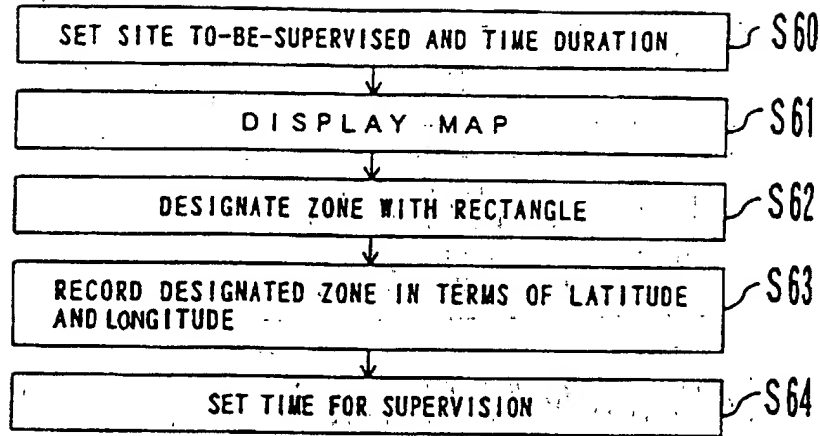 SET SITE TO-BE-SUPERVISED AND TIME DURATION S60
DISPLAY MAP S61
DESIGNATE ZONE WITH RECTANGLE S62
RECORD DESIGNATED ZONE IN TERMS OF LATITUDE S63
AND LONGITUDE
SET TIME FOR SUPERVISION S64